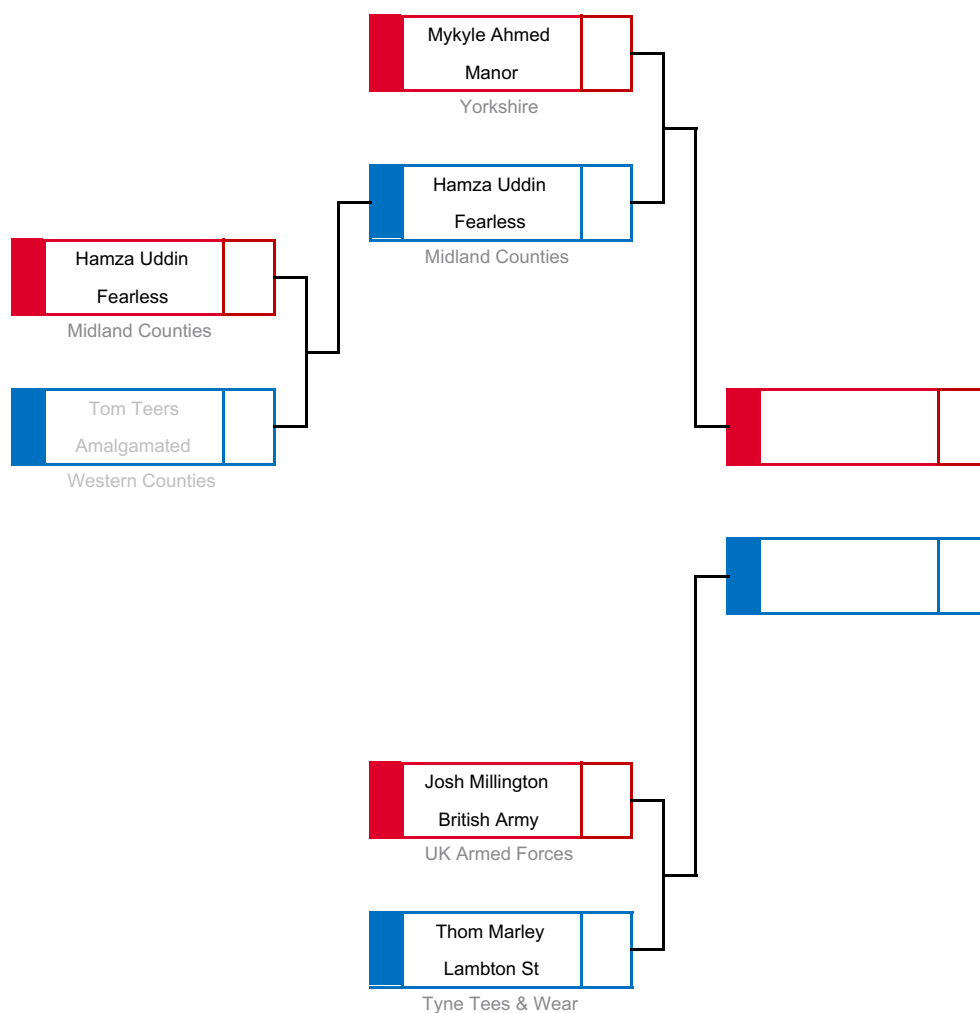 Mykyle Ahmed
Manor
Yorkshire
Hamza Uddin
Fearless
Midland Counties
Hamza Uddin
Fearless
Midland Counties
Tom Teers
Amalgamated
Western Counties
Josh Millington
British Army
UK Armed Forces
Thom Marley
Lambton St
Tyne Tees & Wear